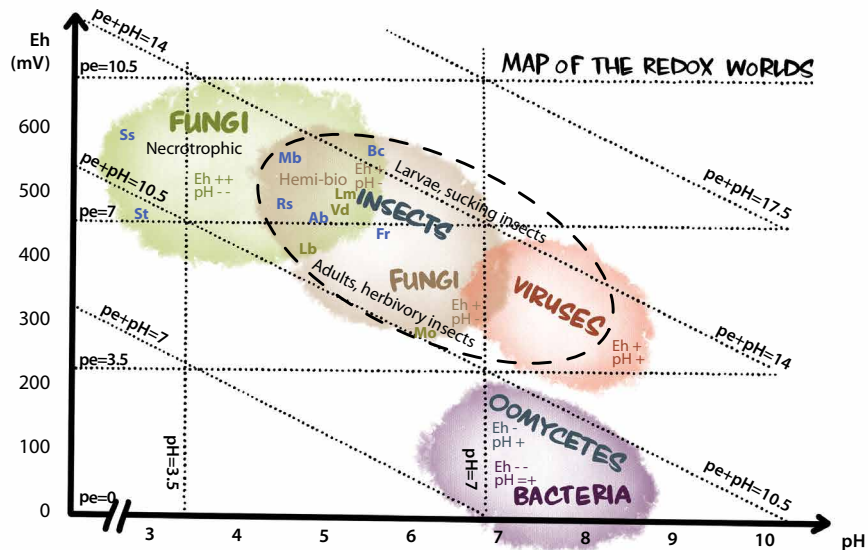 Eh
(mV)
pe+pH=14
MAP OF THE REDOX WORLDS
pe=10.5
600
FUNGI
Necrotrophic
Ss
Mb
Bc
Larvae, sucking insects
pe+pH=10.5
500
Eh ++
pH - -
Hemi-bio
Eh +
pH -
Lm
pe+pH=17.5
St
pe=7
Rs
Ab
Vd
INSECTS
Fr
400
Lb
Adults, herbivory insects
FUNGI
VIRUSES
300
pe+pH=7
Eh +
pH -
Mo
Eh +
pH +
pe+pH=14
pe=3.5
200
OOMYCETES
Eh -
pH +
100
pH=3.5
pH=7
Eh - -
pH =+
BACTERIA
pe+pH=10.5
pe=0
0
3
4
5
6
7
8
9
10
pH